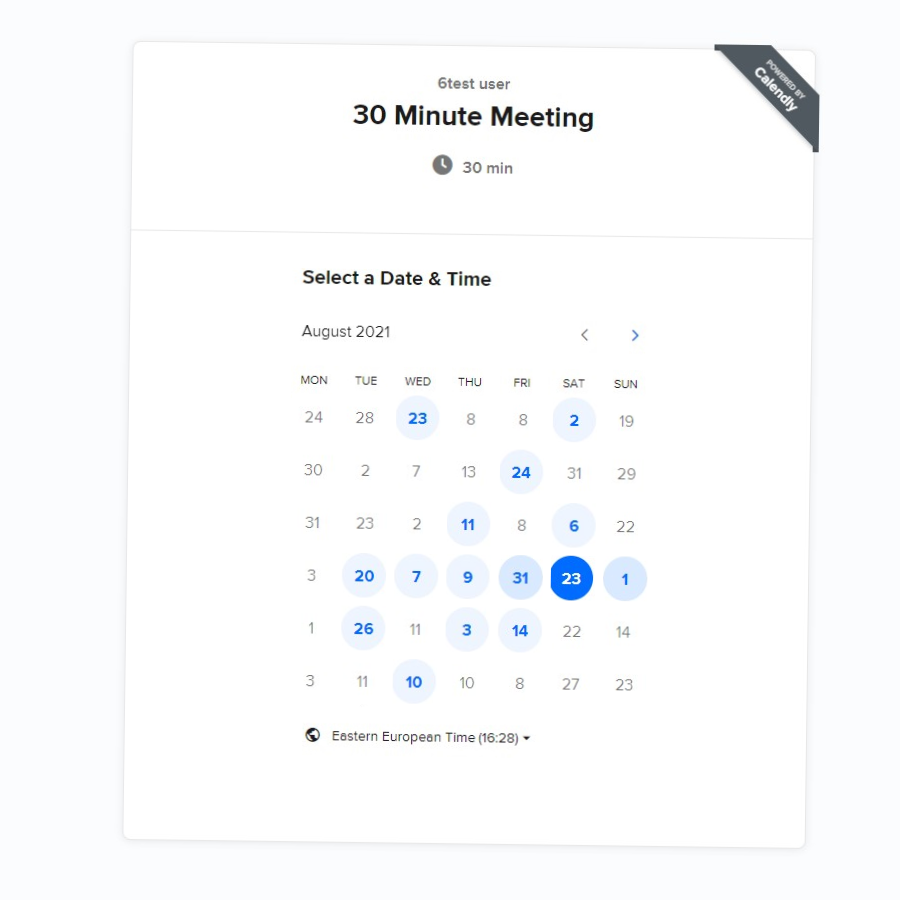 POWERED BY
Calendly
6test user
30 Minute Meeting
30 min
Select a Date & Time
August 2021
MON TUE WED THU FRI SAT SUN
24 28 23 8 8 2 19
30 2 7 13 24 31 29
31 23 2 11 8 6 22
3 20 7 9 31 23 1
1 26 11 3 14 22 14
3 11 10 10 8 27 23
Eastern European Time (16:28)